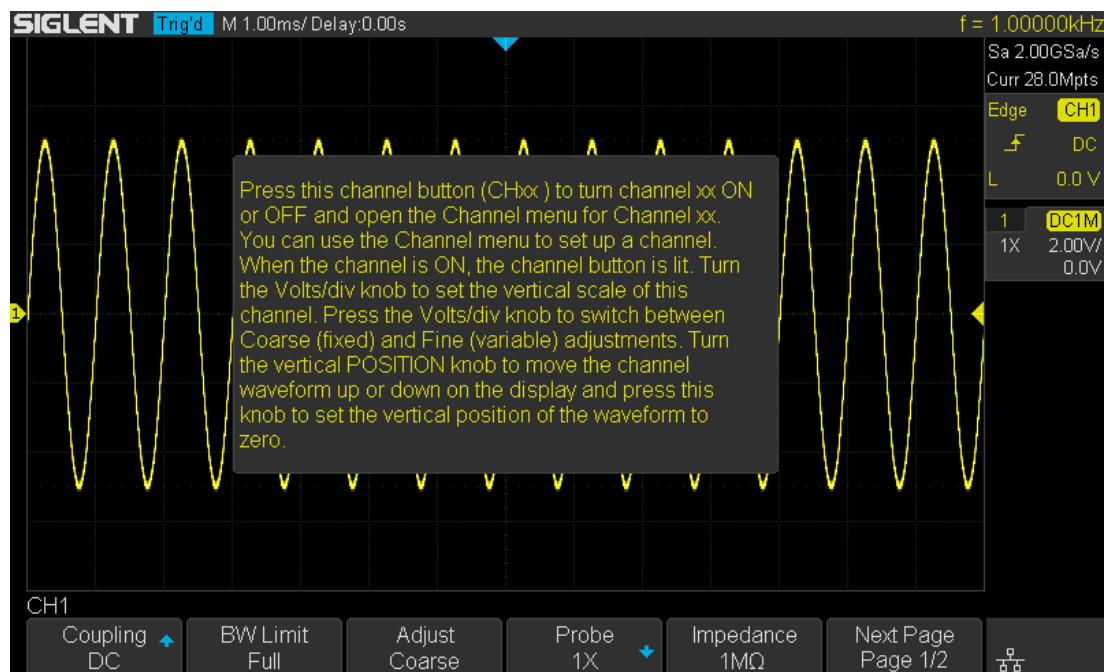 SIGLENT Trig'd M 1.00ms/ Delay:0.00s f = 1.00000kHz
Sa 2.00GSa/s
Curr 28.0Mpts
Edge CH1
DC
L 0.0 V
1 DC1M
1X 2.00V/
0.0V
Press this channel button (CHxx ) to turn channel xx ON
or OFF and open the Channel menu for Channel xx.
You can use the Channel menu to set up a channel.
When the channel is ON, the channel button is lit. Turn
the Volts/div knob to set the vertical scale of this
channel. Press the Volts/div knob to switch between
Coarse (fixed) and Fine (variable) adjustments. Turn
the vertical POSITION knob to move the channel
waveform up or down on the display and press this
knob to set the vertical position of the waveform to
zero.
1
CH1
Coupling BW Limit Adjust Probe Impedance Next Page
DC Full Coarse 1X 1MΩ Page 1/2